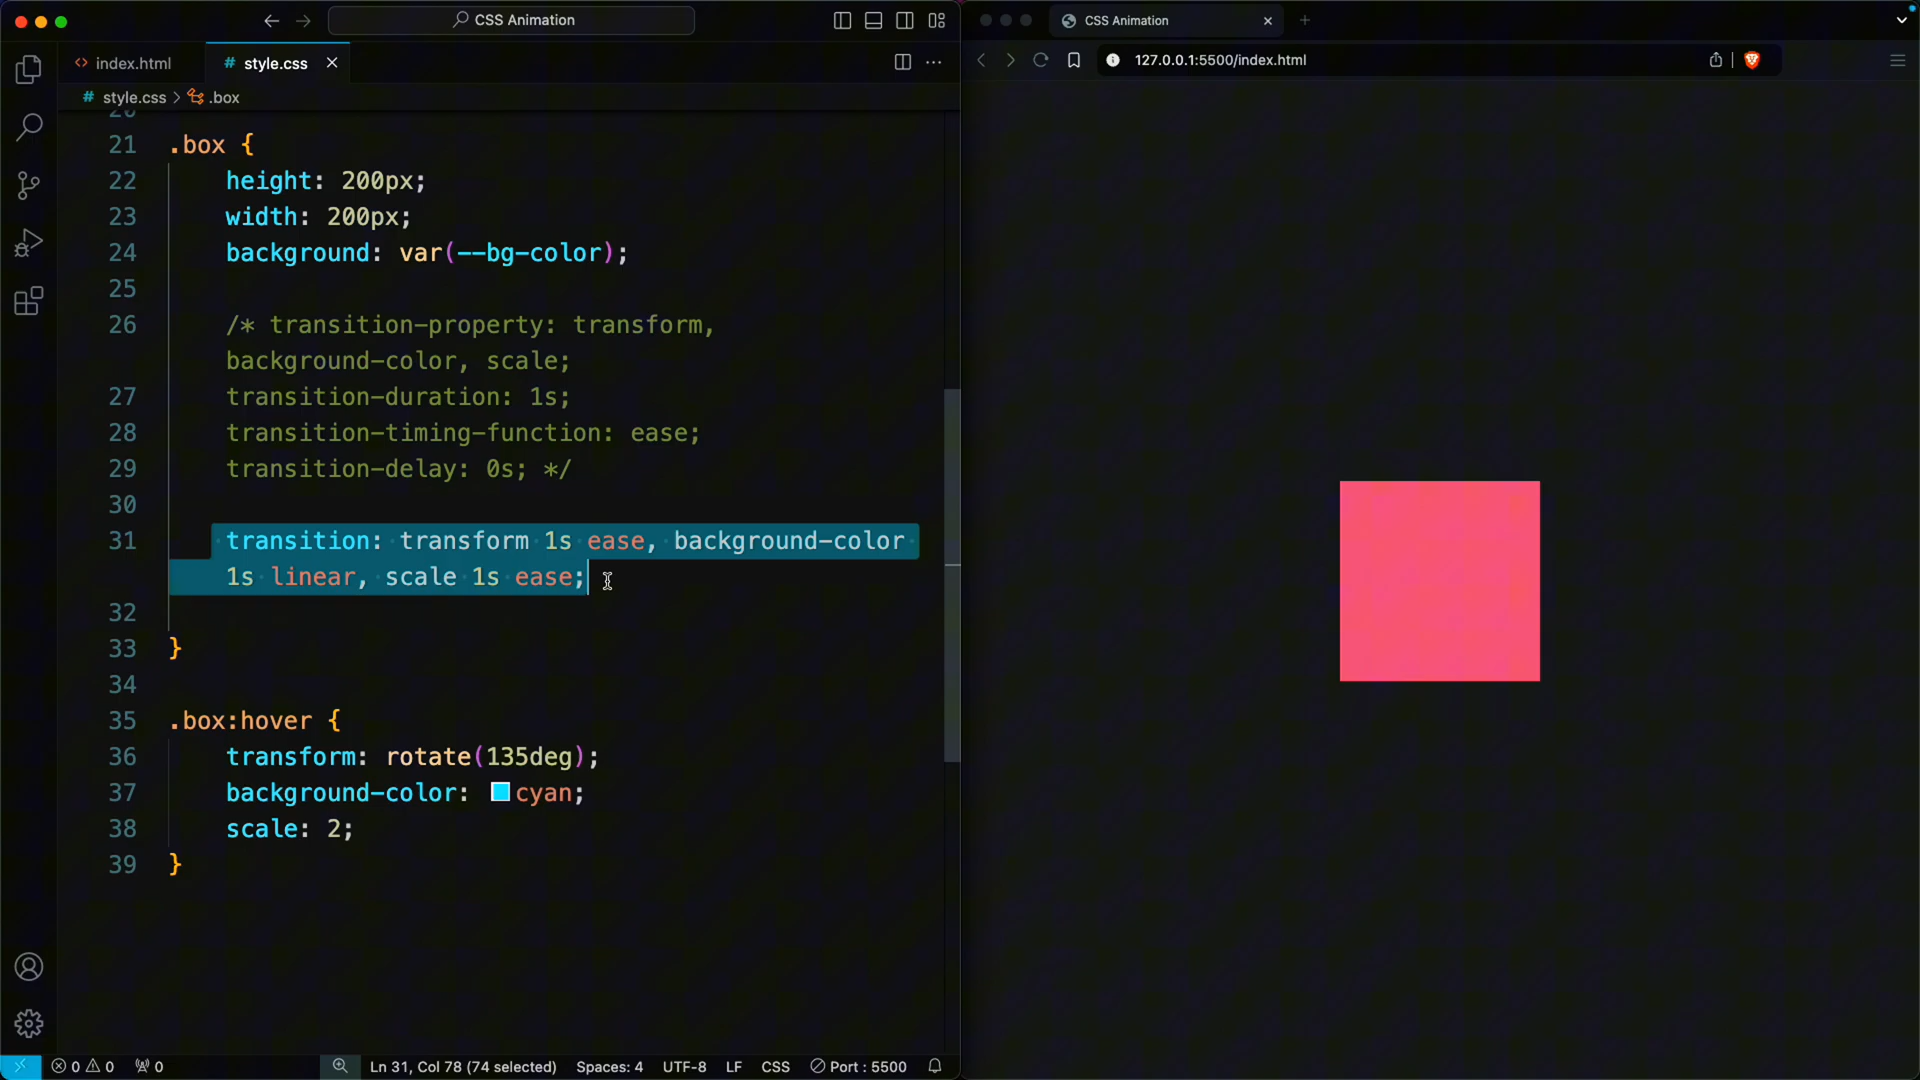 CSS Animation
index.html
# style.css
# style.css > .box
20
21 .box {
22 height: 200px;
23 width: 200px;
24 background: var(--bg-color);
25
26 /* transition-property: transform,
background-color, scale;
27 transition-duration: 1s;
28 transition-timing-function: ease;
29 transition-delay: 0s; */
30
31 transition: transform 1s ease, background-color
1s linear, scale 1s ease;
32
33 }
34
35 .box:hover {
36 transform: rotate(135deg);
37 background-color: cyan;
38 scale: 2;
39 }
0 0 0 Ln 31, Col 78 (74 selected) Spaces: 4 UTF-8 LF CSS Port : 5500
CSS Animation
127.0.0.1:5500/index.html